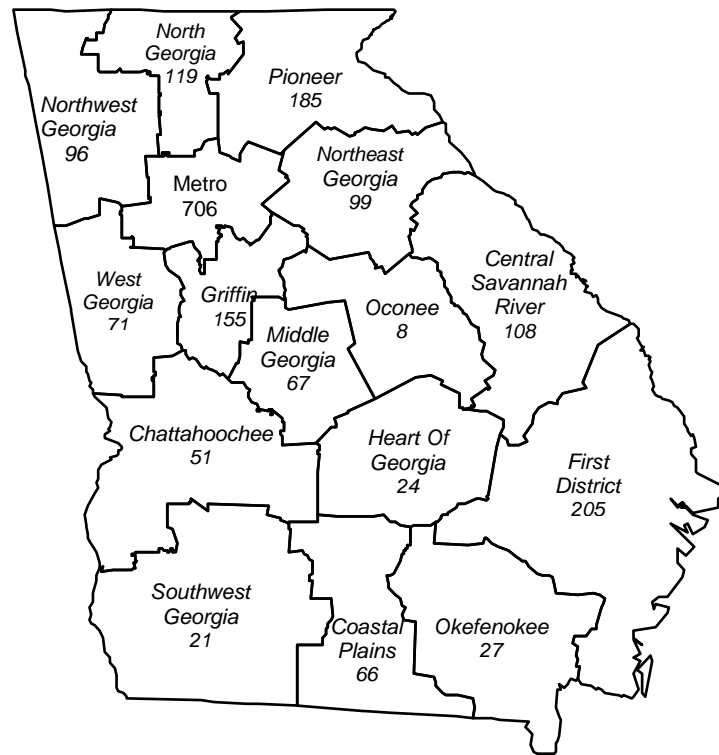 North
Georgia
119
Pioneer
185
Northwest
Georgia
96
Metro
706
Northeast
Georgia
99
Central
Savannah
River
108
West
Georgia
71
Griffin
155
Oconee
8
Middle
Georgia
67
Chattahoochee
51
Heart Of
Georgia
24
First
District
205
Southwest
Georgia
21
Coastal
Plains
66
Okefenokee
27